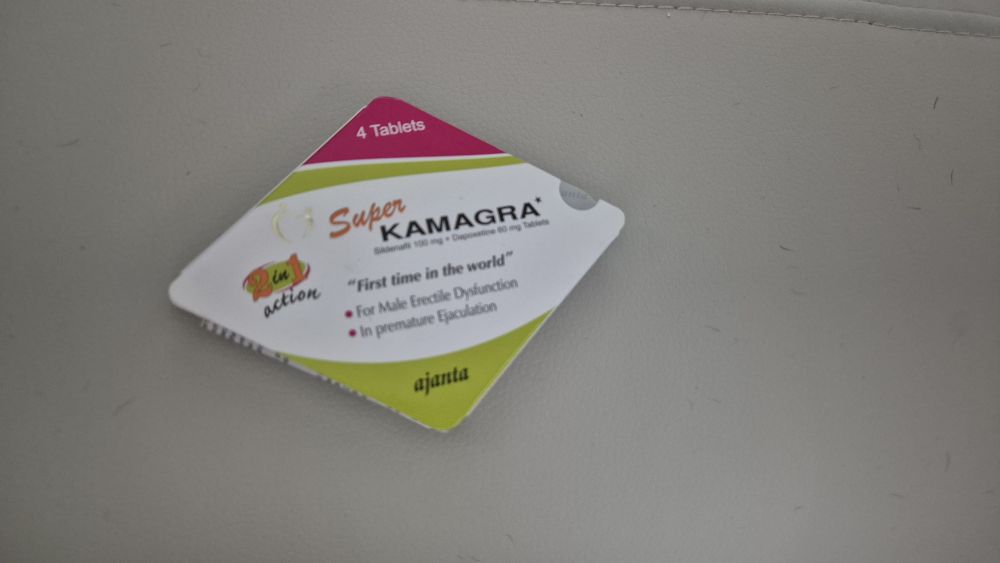 4 Tablets
Super
KAMAGRA*
Sildenafil 100 mg + Dapoxetine 60 mg Tablets
2 in 1
action
"First time in the world"
• For Male Erectile Dysfunction
• In premature Ejaculation
ajanta